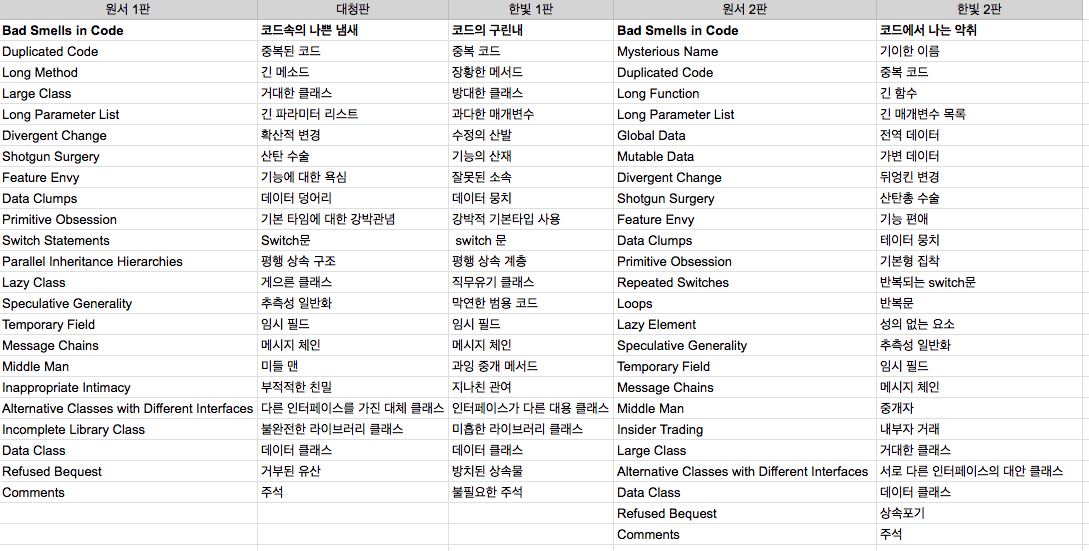 원서 1판 대청판 한빛 1판 원서 2판 한빛 2판
Bad Smells in Code 코드속의 나쁜 냄새 코드의 구린내 Bad Smells in Code 코드에서 나는 악취
Duplicated Code 중복된 코드 중복 코드 Mysterious Name 기이한 이름
Long Method 긴 메소드 장황한 메서드 Duplicated Code 중복 코드
Large Class 거대한 클래스 방대한 클래스 Long Function 긴 함수
Long Parameter List 긴 파라미터 리스트 과다한 매개변수 Long Parameter List 긴 매개변수 목록
Divergent Change 확산적 변경 수정의 산발 Global Data 전역 데이터
Shotgun Surgery 산탄 수술 기능의 산재 Mutable Data 가변 데이터
Feature Envy 기능에 대한 욕심 잘못된 소속 Divergent Change 뒤엉킨 변경
Data Clumps 데이터 덩어리 데이터 뭉치 Shotgun Surgery 산탄총 수술
Primitive Obsession 기본 타임에 대한 강박관념 강박적 기본타입 사용 Feature Envy 기능 편애
Switch Statements Switch문 switch 문 Data Clumps 테이터 뭉치
Parallel Inheritance Hierarchies 평행 상속 구조 평행 상속 계층 Primitive Obsession 기본형 집착
Lazy Class 게으른 클래스 직무유기 클래스 Repeated Switches 반복되는 switch문
Speculative Generality 추측성 일반화 막연한 범용 코드 Loops 반복문
Temporary Field 임시 필드 임시 필드 Lazy Element 성의 없는 요소
Message Chains 메시지 체인 메시지 체인 Speculative Generality 추측성 일반화
Middle Man 미들 맨 과잉 중개 메서드 Temporary Field 임시 필드
Inappropriate Intimacy 부적적한 친밀 지나친 관여 Message Chains 메시지 체인
Alternative Classes with Different Interfaces 다른 인터페이스를 가진 대체 클래스 인터페이스가 다른 대용 클래스 Middle Man 중개자
Incomplete Library Class 불완전한 라이브러리 클래스 미흡한 라이브러리 클래스 Insider Trading 내부자 거래
Data Class 데이터 클래스 데이터 클래스 Large Class 거대한 클래스
Refused Bequest 거부된 유산 방치된 상속물 Alternative Classes with Different Interfaces 서로 다른 인터페이스의 대안 클래스
Comments 주석 불필요한 주석 Data Class 데이터 클래스
Refused Bequest 상속포기
Comments 주석